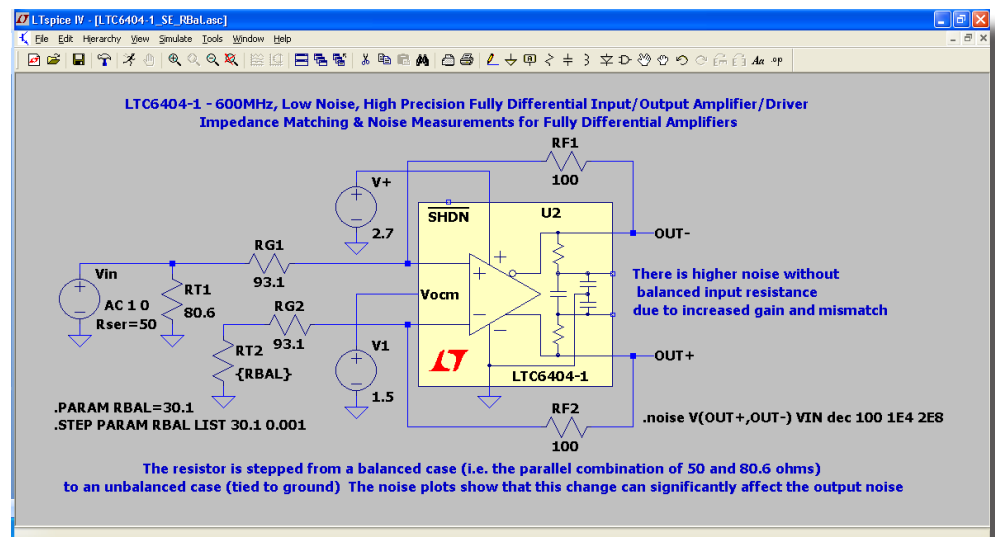 LTspice IV - [LTC6404-1_SE_RBal.asc]
File Edit Hierarchy View Simulate Tools Window Help
Aa .op
LTC6404-1 - 600MHz, Low Noise, High Precision Fully Differential Input/Output Amplifier/Driver
Impedance Matching & Noise Measurements for Fully Differential Amplifiers
RF1
100
V+
2.7
SHDN
U2
OUT-
RG1
93.1
Vin
AC 1 0
Rser=50
RT1
80.6
Vocm
There is higher noise without
balanced input resistance
due to increased gain and mismatch
RG2
93.1
RT2
{RBAL}
V1
1.5
OUT+
LTC6404-1
.PARAM RBAL=30.1
.STEP PARAM RBAL LIST 30.1 0.001
RF2
100
.noise V(OUT+,OUT-) VIN dec 100 1E4 2E8
The resistor is stepped from a balanced case (i.e. the parallel combination of 50 and 80.6 ohms)
to an unbalanced case (tied to ground) The noise plots show that this change can significantly affect the output noise